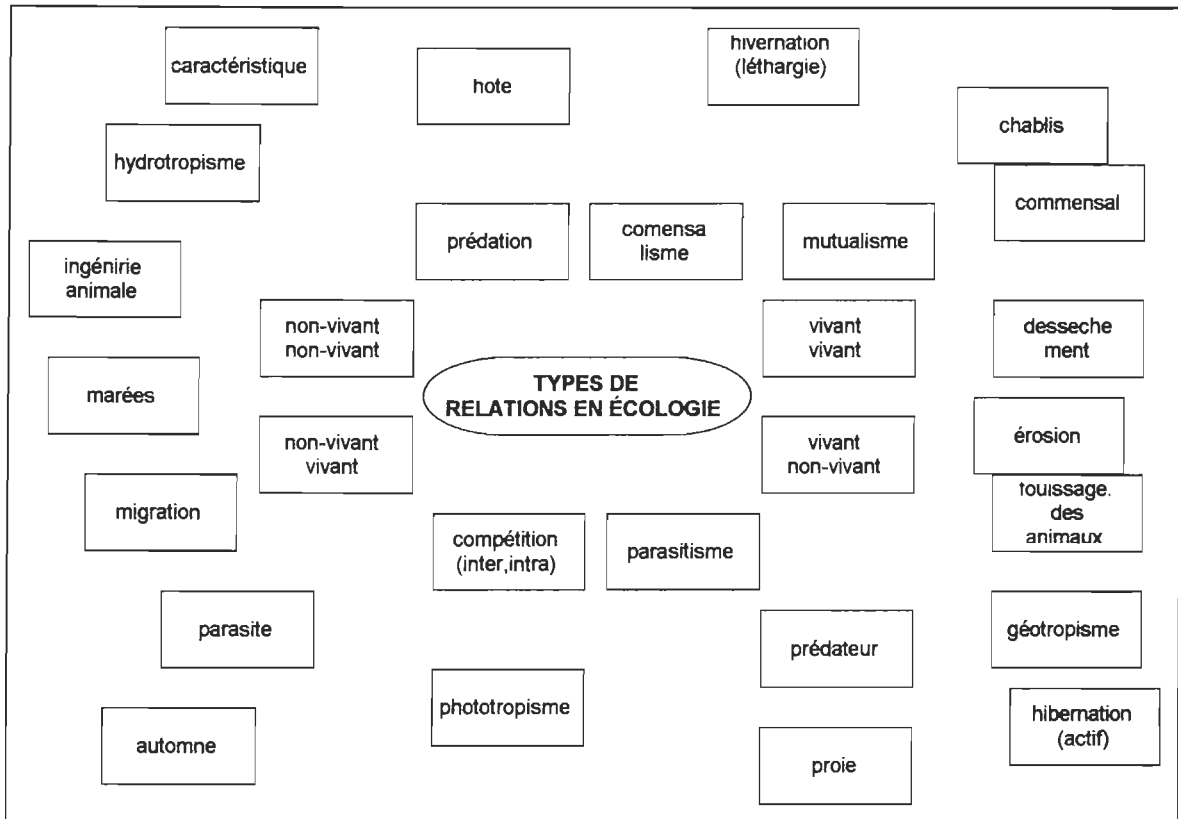 caractéristique
hote
hivernation
(léthargie)
chablis
hydrotropisme
commensal
prédation
comensa
lisme
mutualisme
ingénirie
animale
non-vivant
non-vivant
vivant
vivant
desseche
ment
marées
TYPES DE
RELATIONS EN ÉCOLOGIE
non-vivant
vivant
vivant
non-vivant
érosion
migration
fouissage.
des
animaux
compétition
(inter,intra)
parasitisme
parasite
prédateur
géotropisme
phototropisme
hibernation
(actif)
automne
proie